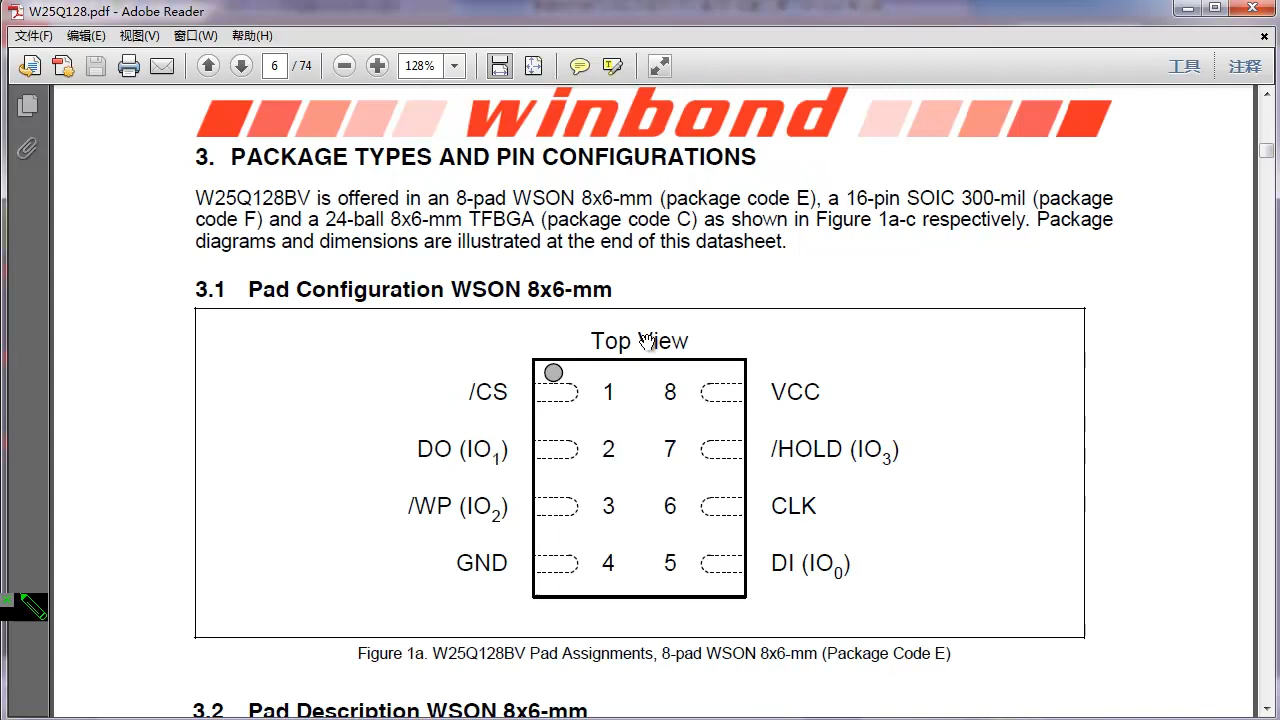 W25Q128.pdf - Adobe Reader
文件(F) 编辑(E) 视图(V) 窗口(W) 帮助(H)
6 / 74 128% 工具 注释
winbond
3. PACKAGE TYPES AND PIN CONFIGURATIONS
W25Q128BV is offered in an 8-pad WSON 8x6-mm (package code E), a 16-pin SOIC 300-mil (package
code F) and a 24-ball 8x6-mm TFBGA (package code C) as shown in Figure 1a-c respectively. Package
diagrams and dimensions are illustrated at the end of this datasheet.
3.1 Pad Configuration WSON 8x6-mm
Top View
/CS 1 8 VCC
DO (IO1) 2 7 /HOLD (IO3)
/WP (IO2) 3 6 CLK
GND 4 5 DI (IO0)
Figure 1a. W25Q128BV Pad Assignments, 8-pad WSON 8x6-mm (Package Code E)
3.2 Pad Description WSON 8x6-mm